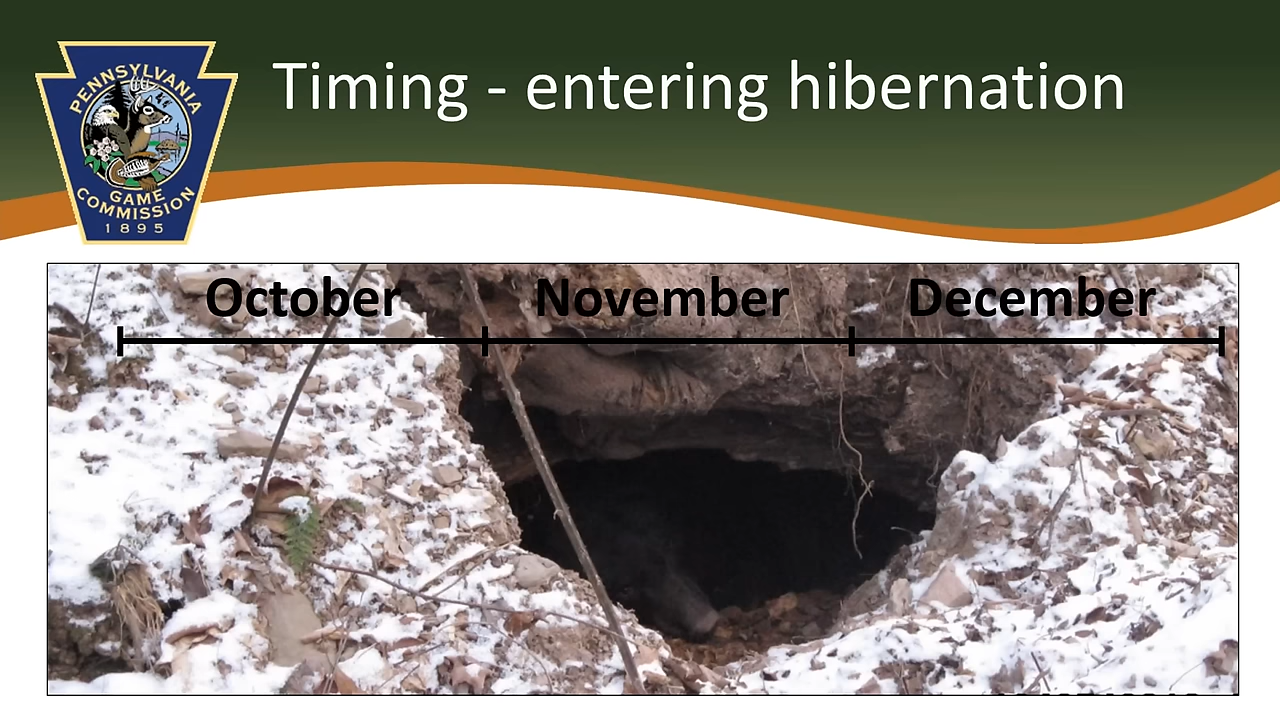 Timing - entering hibernation
PENNSYLVANIA
GAME
COMMISSION
1895
October November December